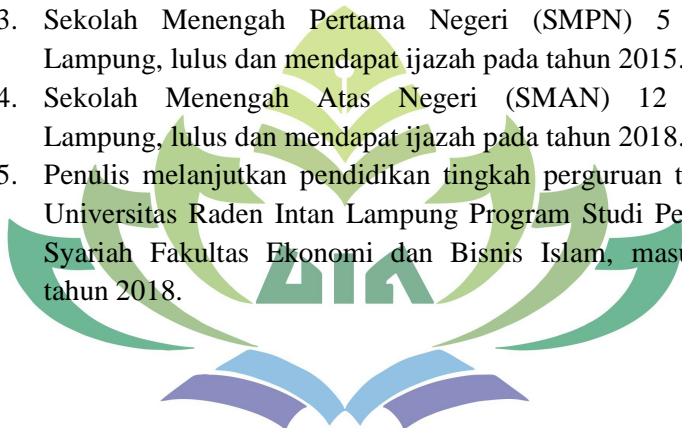 3. Sekolah Menengah Pertama Negeri (SMPN) 5
Lampung, lulus dan mendapat ijazah pada tahun 2015.
4. Sekolah Menengah Atas Negeri (SMAN) 12
Lampung, lulus dan mendapat ijazah pada tahun 2018.
5. Penulis melanjutkan pendidikan tingkah perguruan t
Universitas Raden Intan Lampung Program Studi Pe
Syariah Fakultas Ekonomi dan Bisnis Islam, masu
tahun 2018.